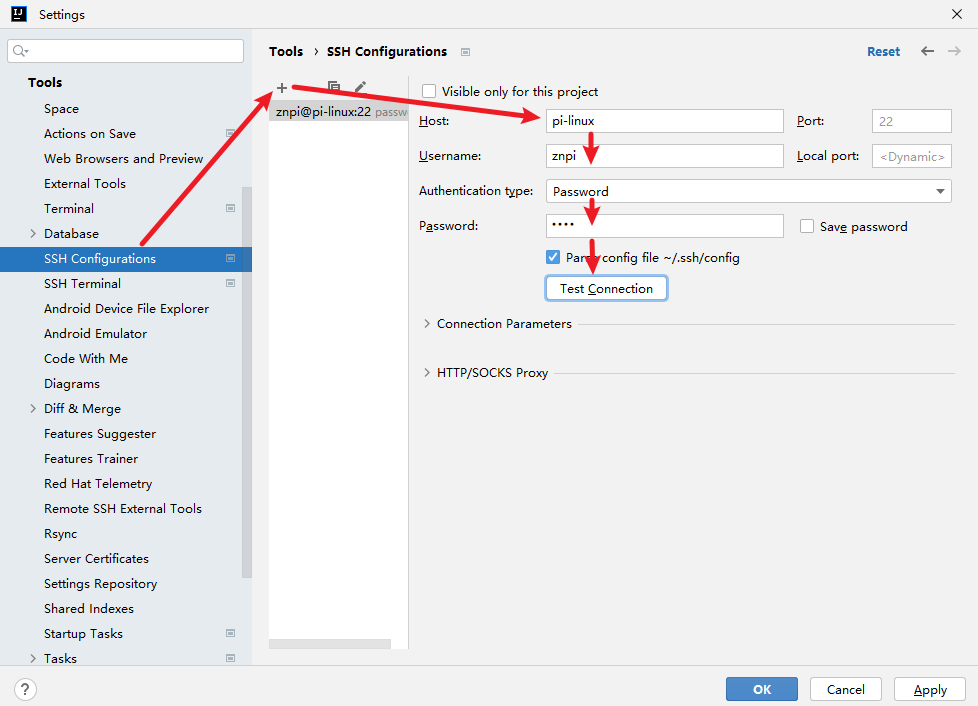 IJ Settings
Tools › SSH Configurations Reset
Tools
Space
Actions on Save
Web Browsers and Preview
External Tools
Terminal
Database
SSH Configurations
SSH Terminal
Android Device File Explorer
Android Emulator
Code With Me
Diagrams
Diff & Merge
Features Suggester
Features Trainer
Red Hat Telemetry
Remote SSH External Tools
Rsync
Server Certificates
Settings Repository
Shared Indexes
Startup Tasks
Tasks
znpi@pi-linux:22
Visible only for this project
Host: pi-linux Port: 22
Username: znpi Local port: <Dynamic>
Authentication type: Password
Password: •••• Save password
config file ~/.ssh/config
Test Connection
Connection Parameters
HTTP/SOCKS Proxy
? OK Cancel Apply